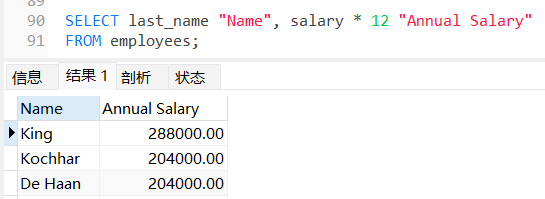 89
90 SELECT last_name "Name", salary * 12 "Annual Salary"
91 FROM employees;
信息 结果 1 剖析 状态
Name Annual Salary
King 288000.00
Kochhar 204000.00
De Haan 204000.00